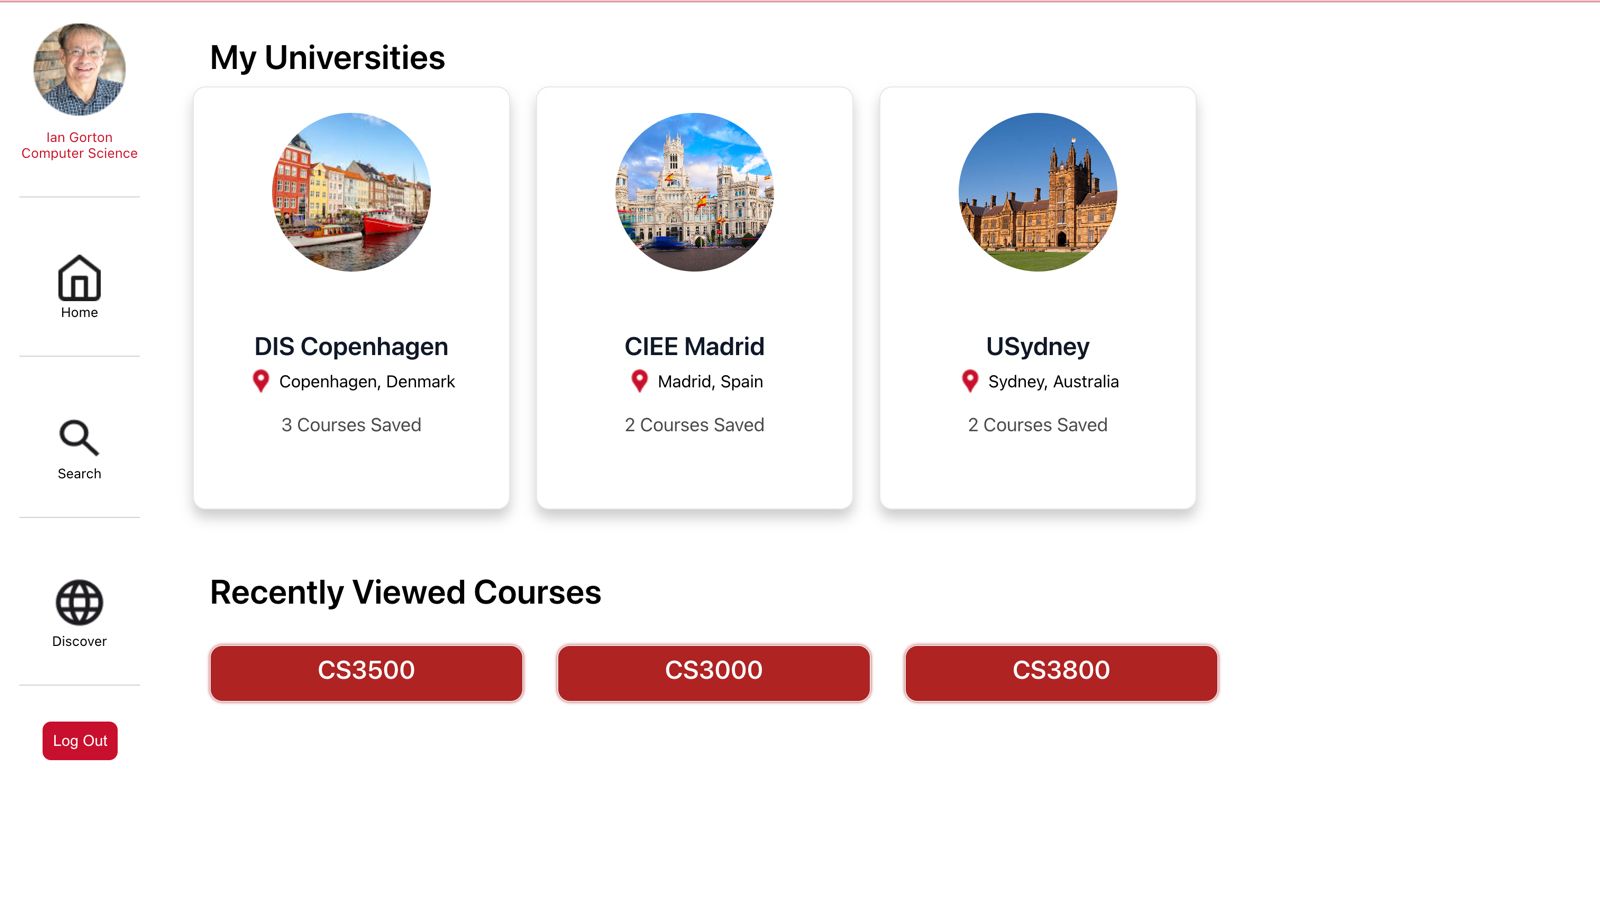 Ian Gorton
Computer Science
Home
Search
Discover
Log Out
My Universities
DIS Copenhagen
Copenhagen, Denmark
3 Courses Saved
CIEE Madrid
Madrid, Spain
2 Courses Saved
USydney
Sydney, Australia
2 Courses Saved
Recently Viewed Courses
CS3500
CS3000
CS3800